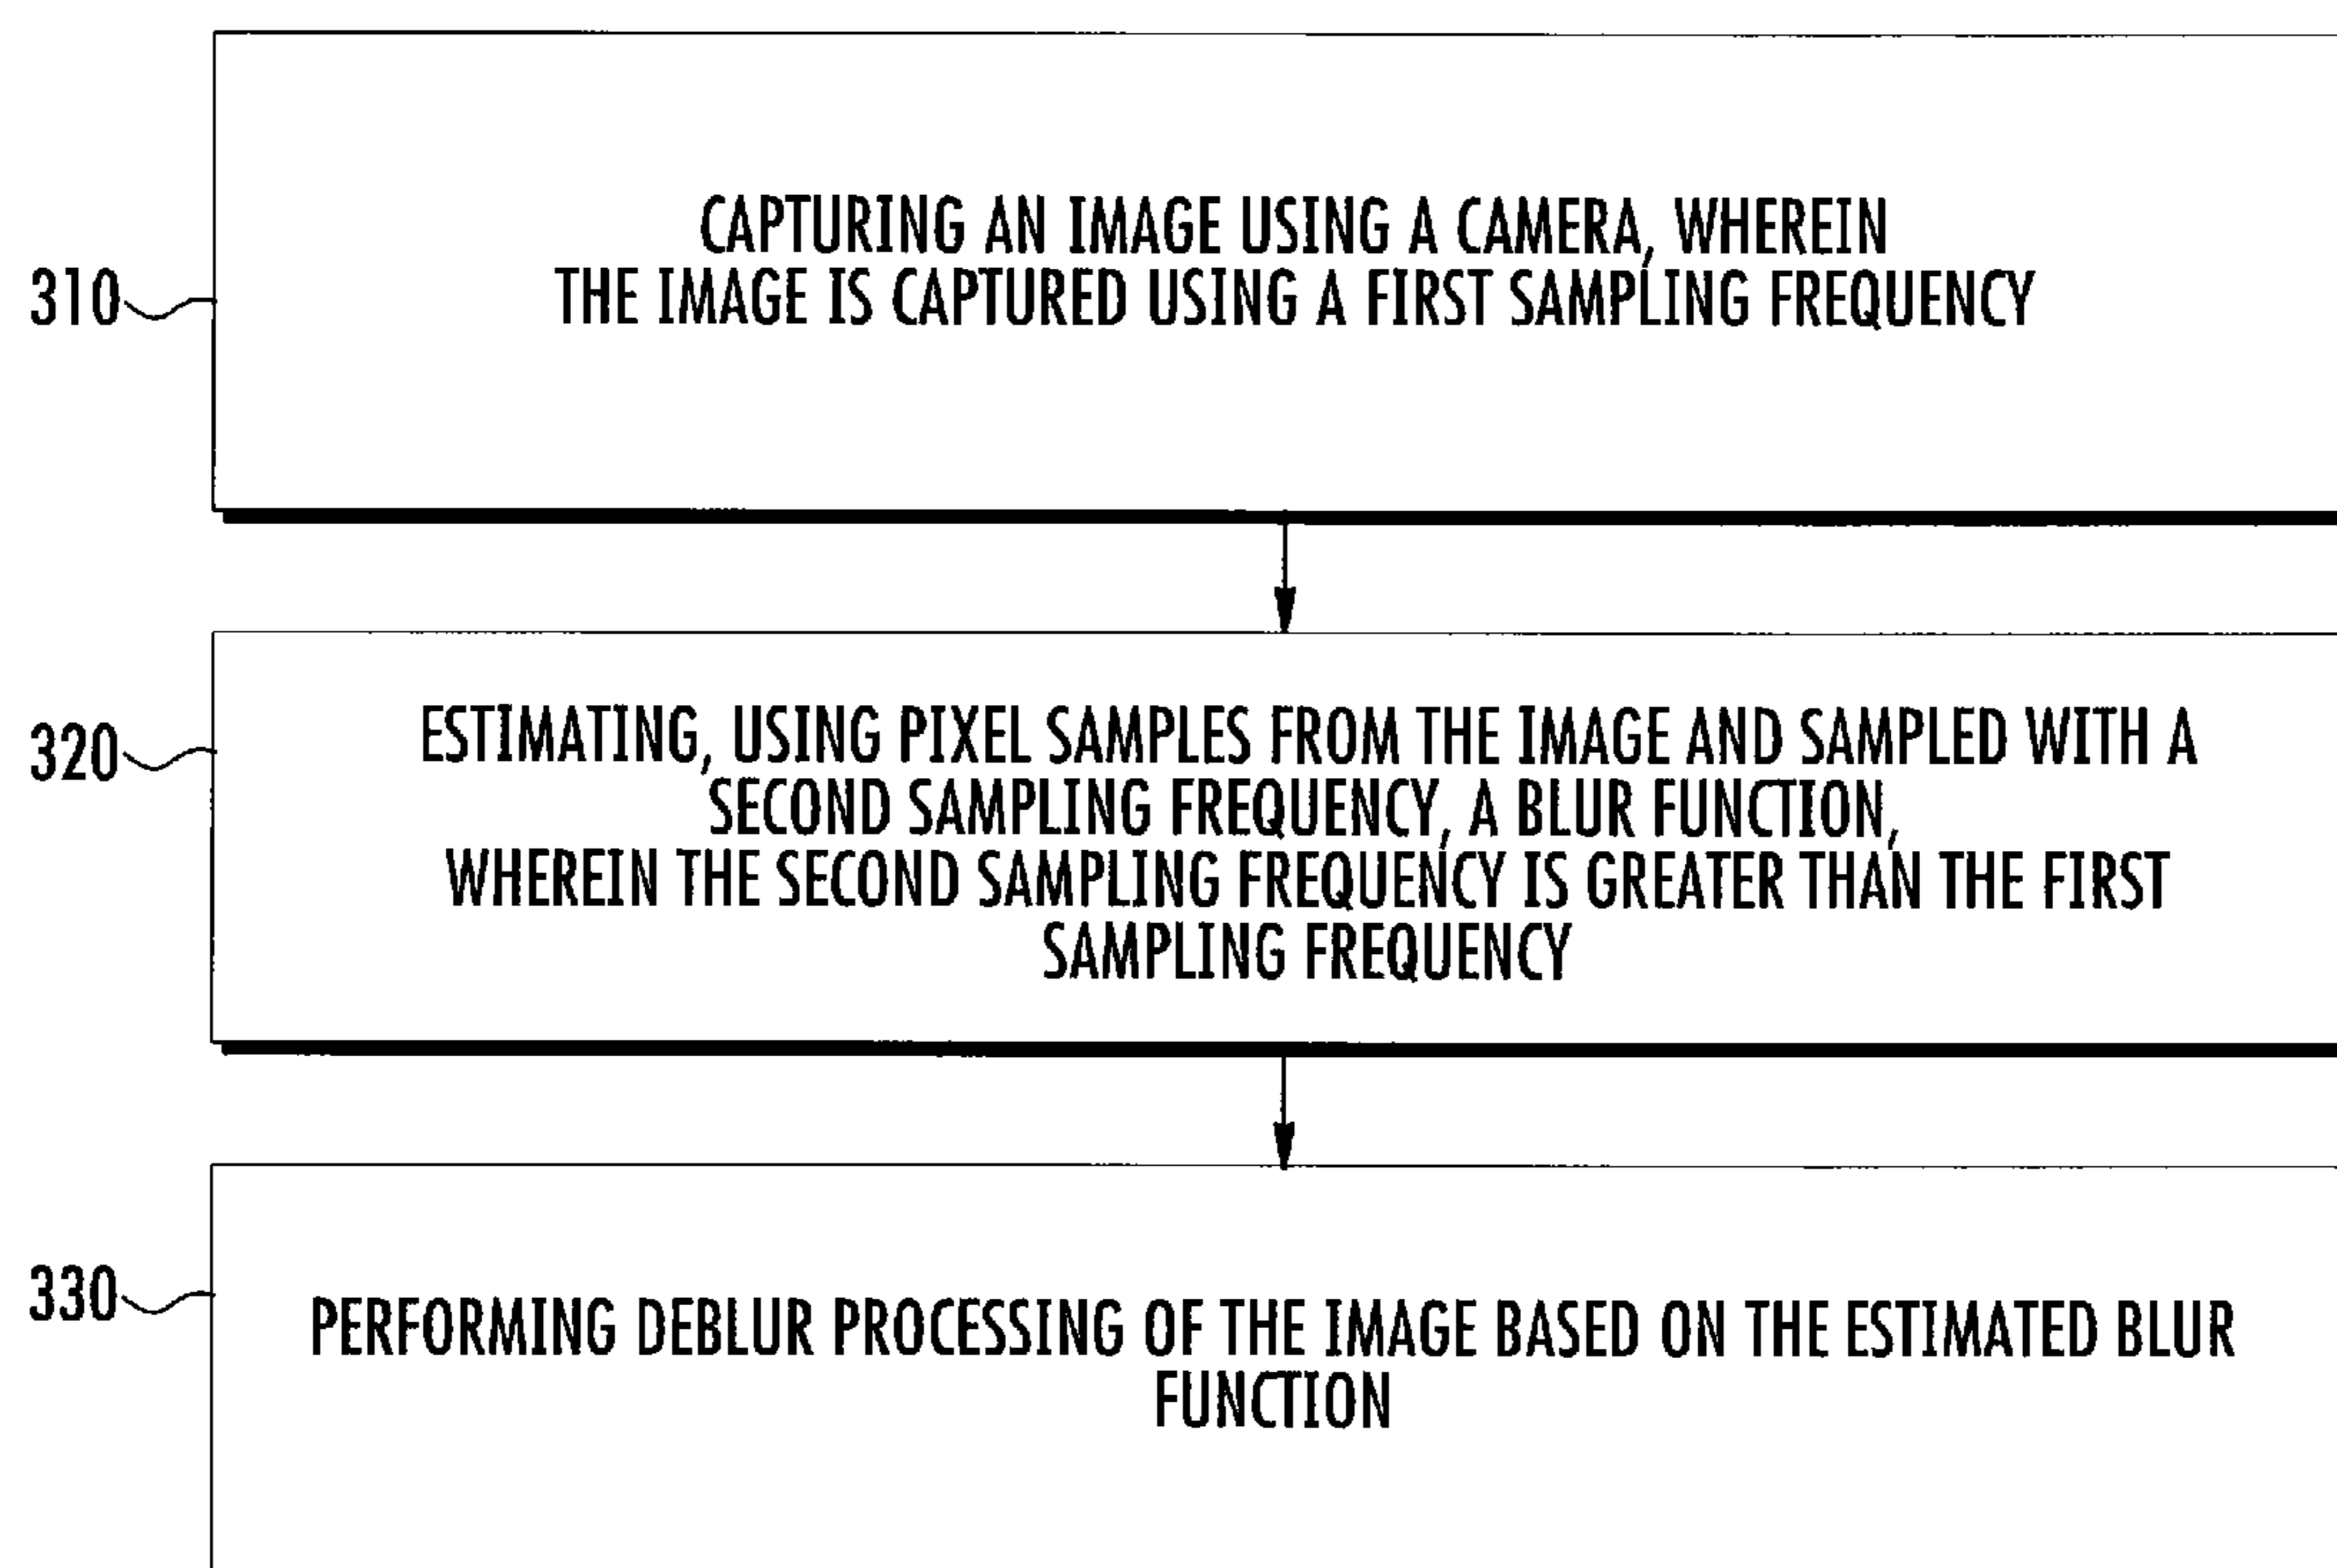 CAPTURING AN IMAGE USING A CAMERA, WHEREIN
THE IMAGE IS CAPTURED USING A FIRST SAMPLING FREQUENCY
310
ESTIMATING, USING PIXEL SAMPLES FROM THE IMAGE AND SAMPLED WITH A
320
SECOND SAMPLING FREQUENCY, A BLUR FUNCTION,
WHEREIN THE SECOND SAMPLING FREQUENCY IS GREATER THAN THE FIRST
SAMPLING FREQUENCY
330
PERFORMING DEBLUR PROCESSING OF THE IMAGE BASED ON THE ESTIMATED BLUR
FUNCTION